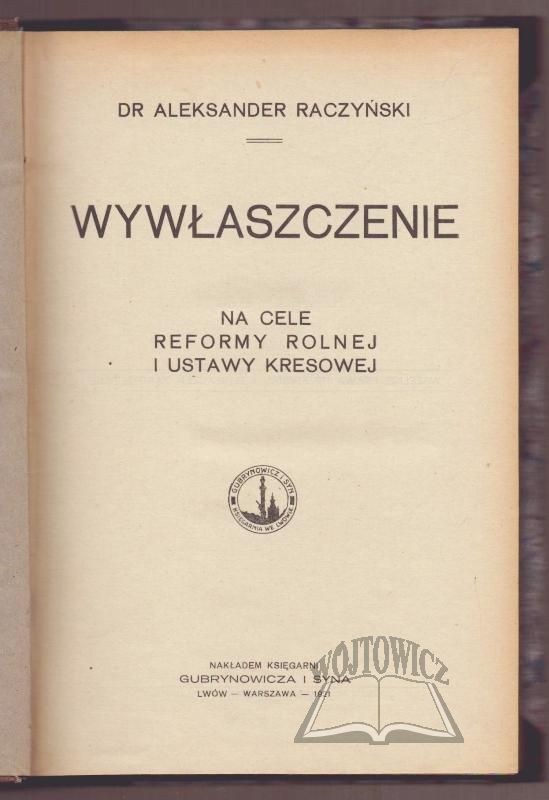 DR ALEKSANDER RACZYŃSKI
WYWŁASZCZENIE
NA CELE
REFORMY ROLNEJ
I USTAWY KRESOWEJ
GUBRYNOWICZ I SYN
KSIĘGARNIA WE LWOWIE
NAKŁADEM KSIĘGARNI
GUBRYNOWICZA I SYNA
LWÓW — WARSZAWA — 1921
WÓJTOWICZ